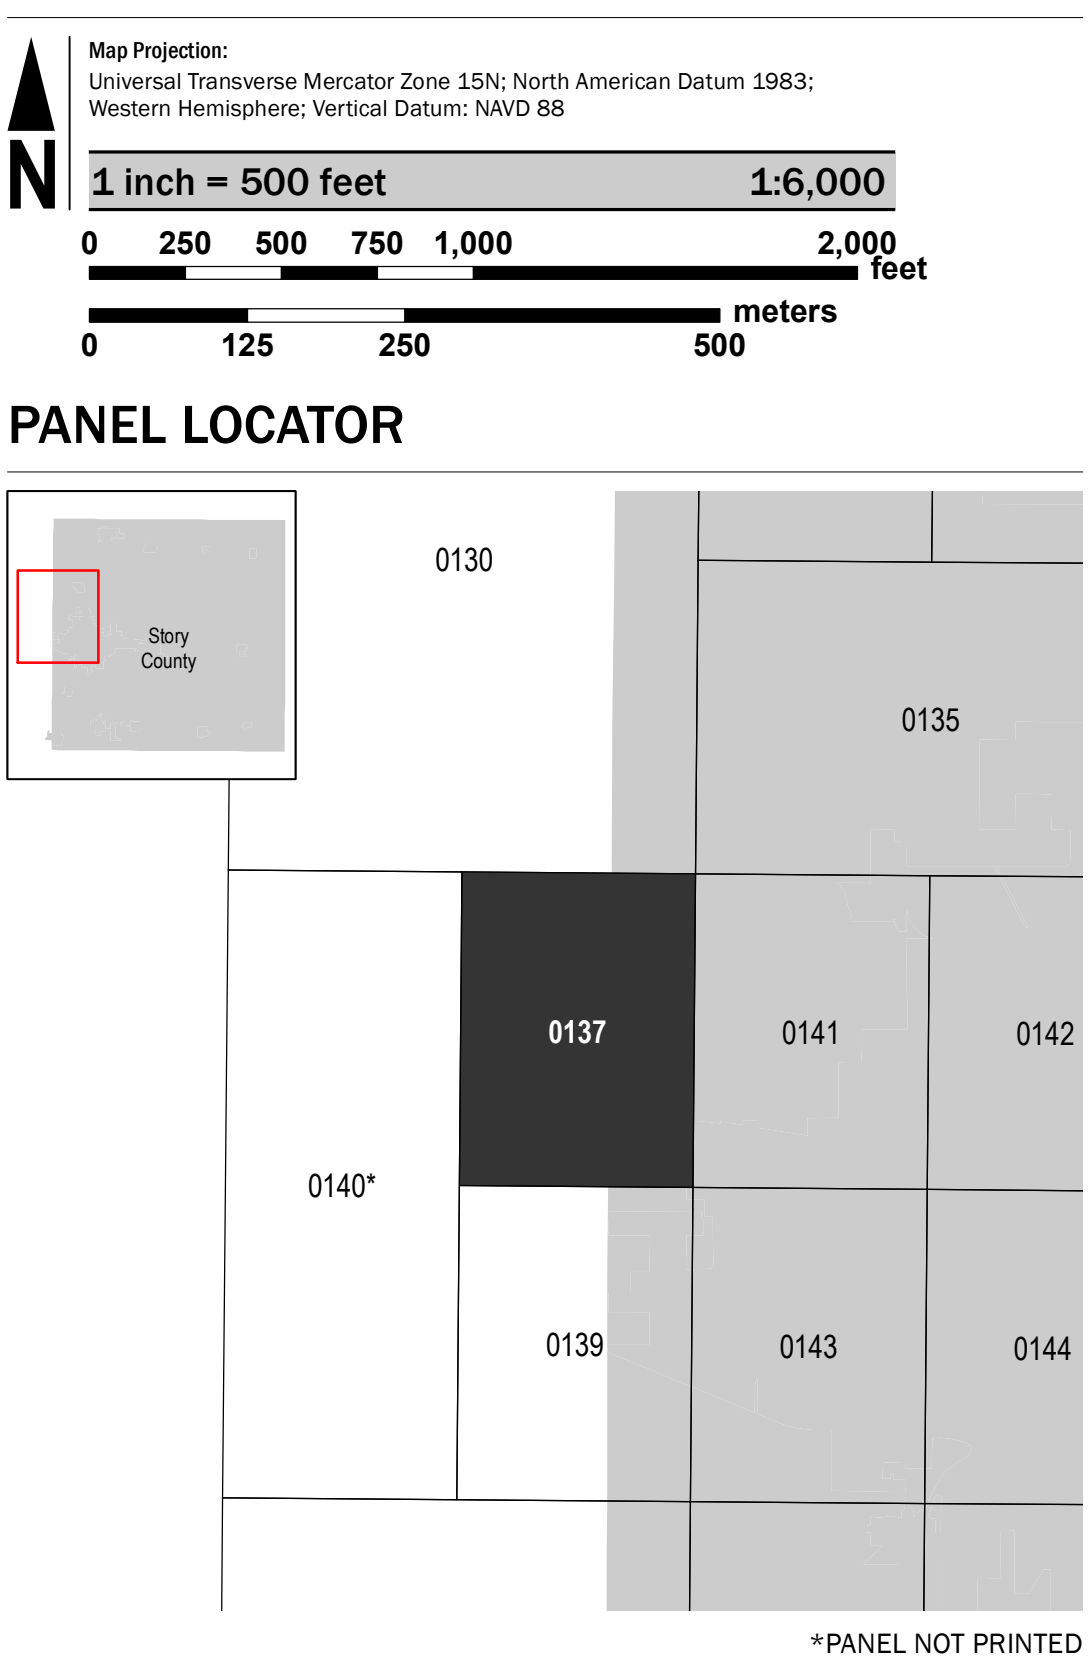 Map Projection:
Universal Transverse Mercator Zone 15N; North American Datum 1983;
Western Hemisphere; Vertical Datum: NAVD 88
N
1 inch = 500 feet 1:6,000
0 250 500 750 1,000 2,000
feet
meters
0 125 250 500
PANEL LOCATOR
Story
County
0130
0135
0137
0141
0142
0140*
0139
0143
0144
*PANEL NOT PRINTED